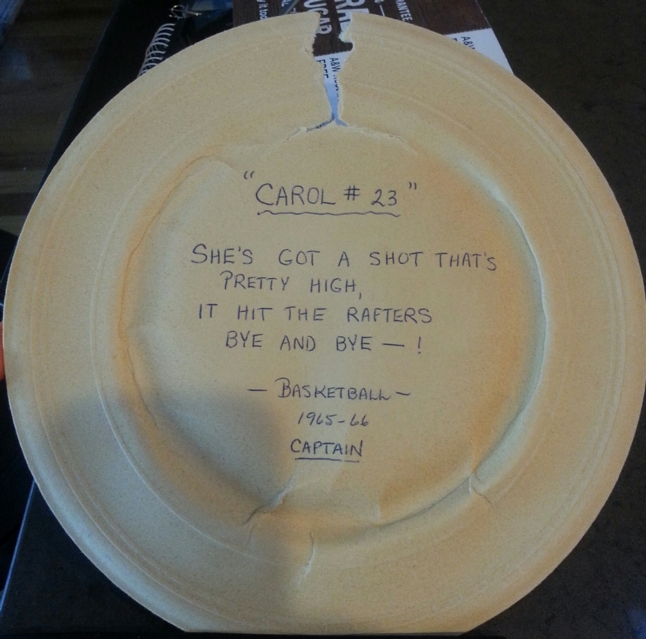 "CAROL # 23"
SHE'S GOT A SHOT THAT'S
PRETTY HIGH,
IT HIT THE RAFTERS
BYE AND BYE — !
— BASKETBALL —
1965-66
CAPTAIN